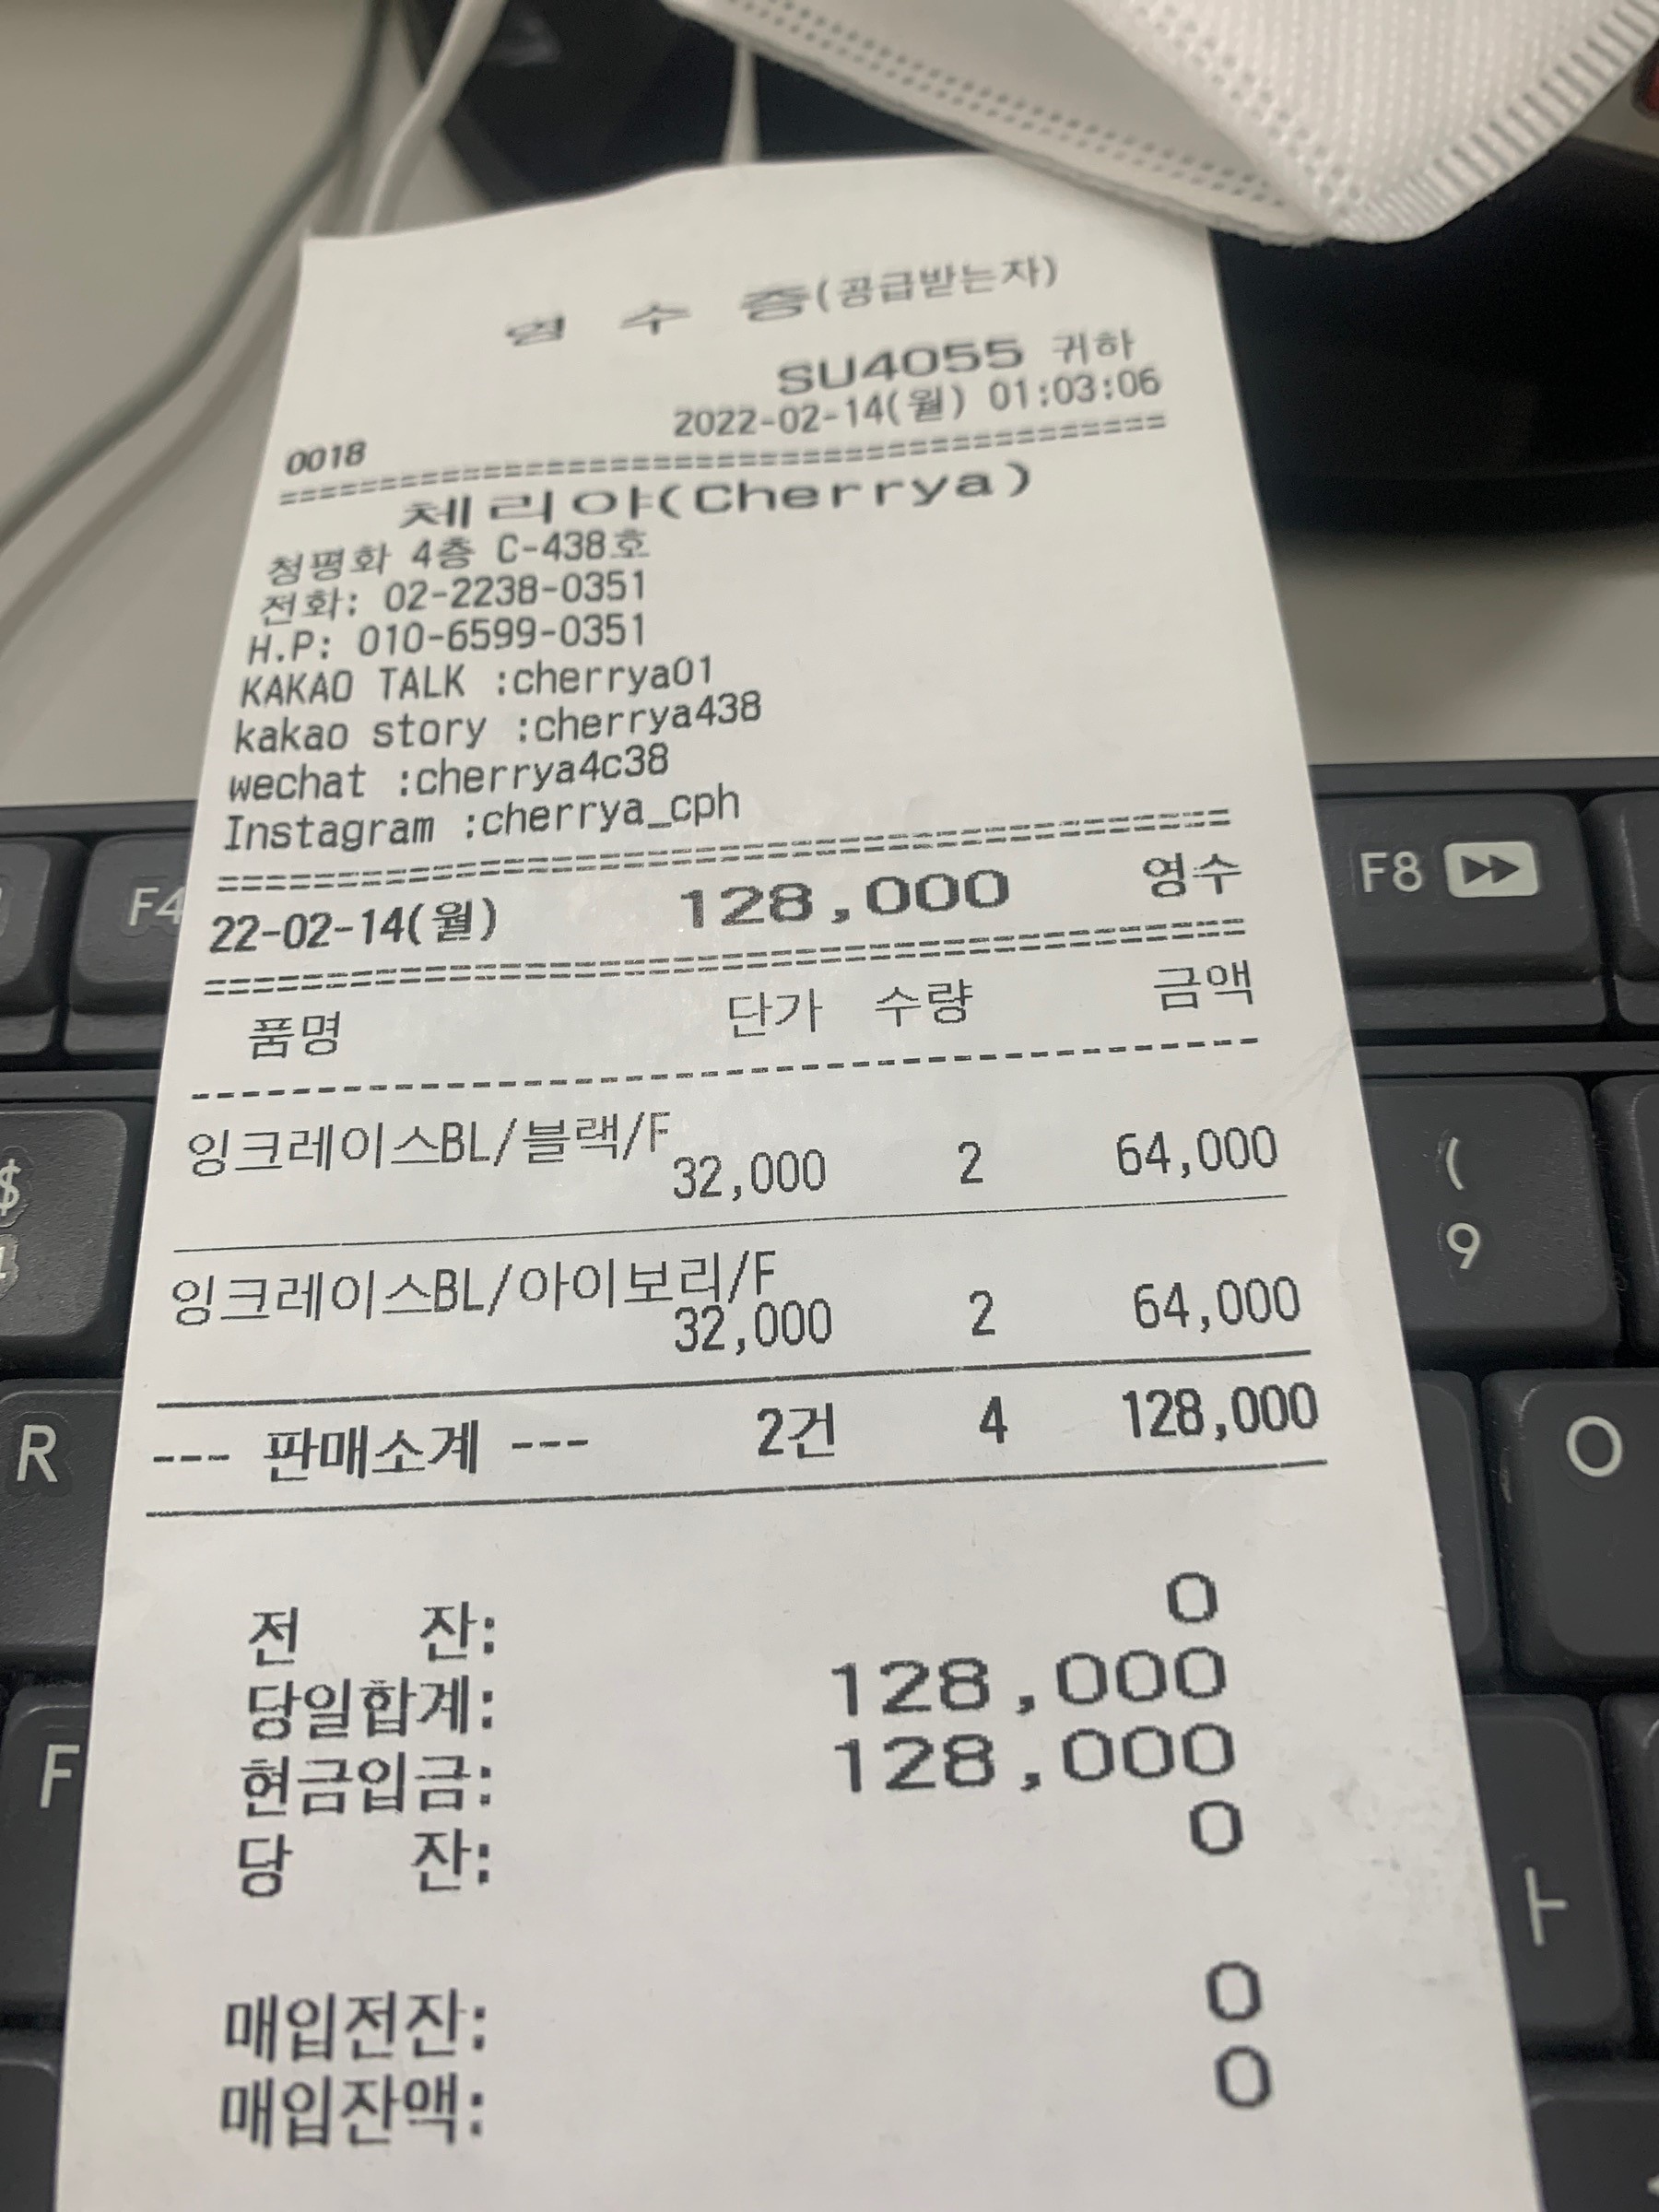 영 수 증(공급받는자)
SU4055 귀하
2022-02-14(월) 01:03:06
0018
======================================
체리야(Cherrya)
청평화 4층 C-438호
전화: 02-2238-0351
H.P: 010-6599-0351
KAKAO TALK :cherrya01
kakao story :cherrya438
wechat :cherrya4c38
Instagram :cherrya_cph
======================================
22-02-14(월) 128,000 영수
======================================
품명 단가 수량 금액
--------------------------------------
잉크레이스BL/블랙/F
32,000 2 64,000
잉크레이스BL/아이보리/F
32,000 2 64,000
--- 판매소계 --- 2건 4 128,000
전 잔: 0
당일합계: 128,000
현금입금: 128,000
당 잔: 0
매입전잔: 0
매입잔액: 0
F4
F8
$
(
9
R
O
F
ㅏ